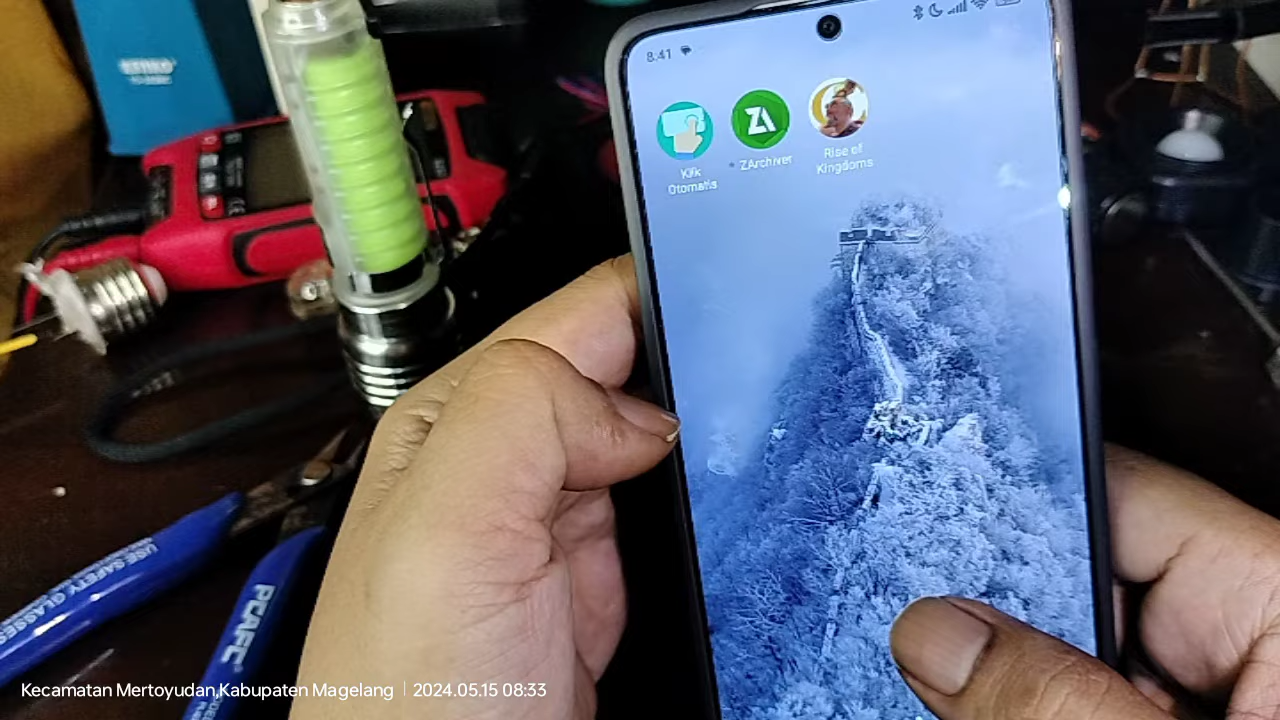 8:41
Klik
Otomatis
ZArchiver
Rise of
Kingdoms
USE SAFETY GLASSES
Kecamatan Mertoyudan,Kabupaten Magelang | 2024.05.15 08:33